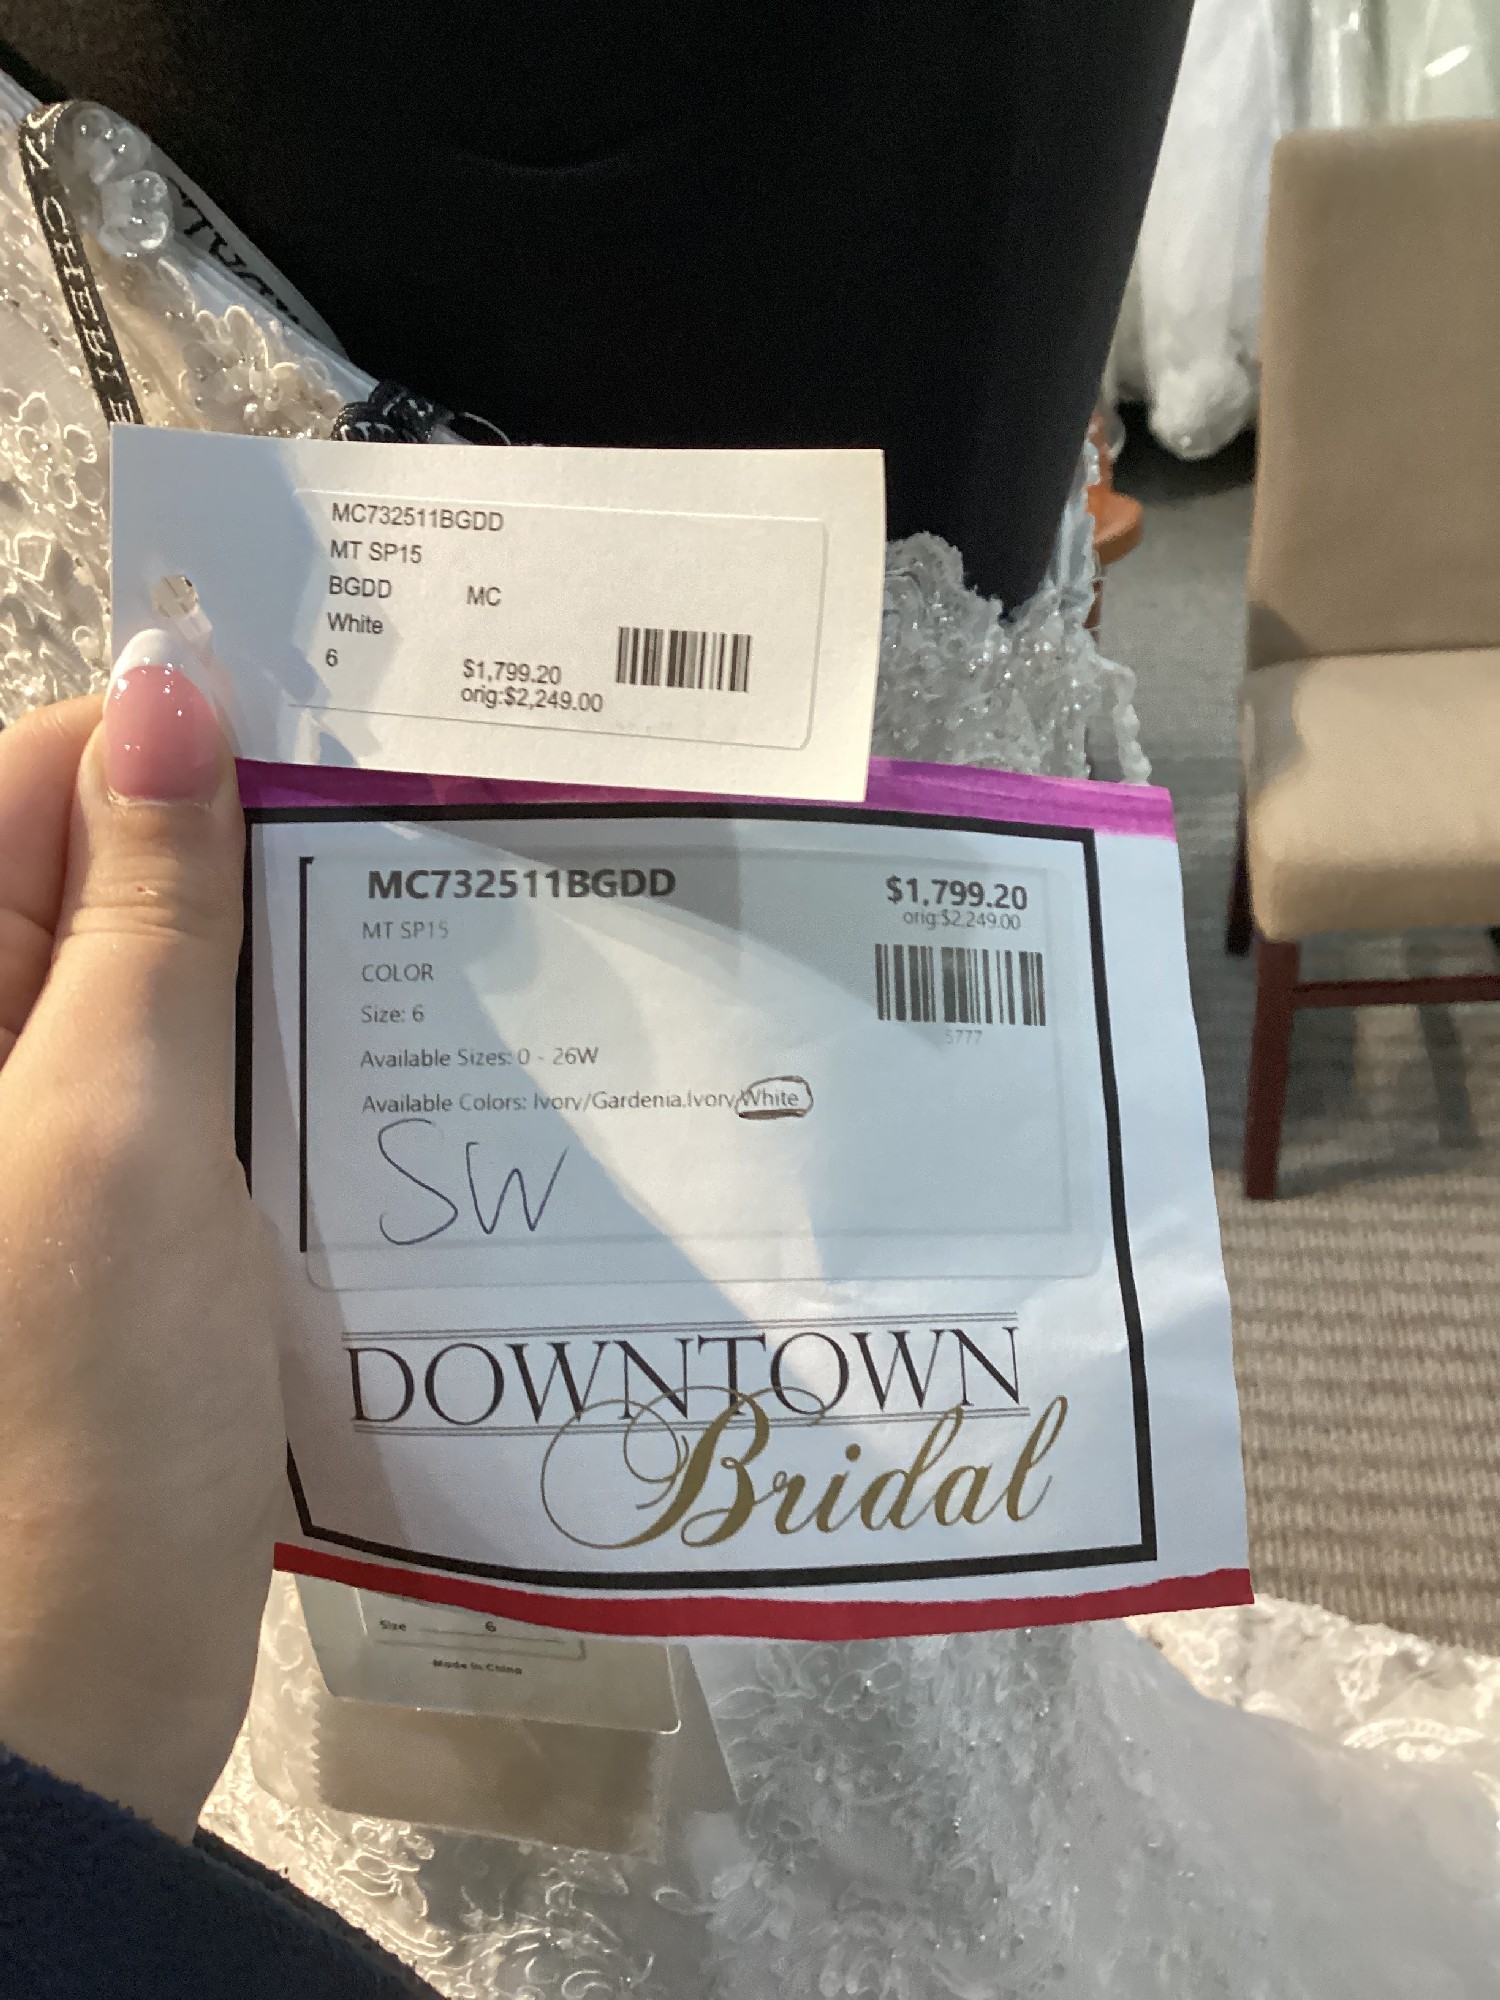 MC732511BGDD
MT SP15
BGDD MC
White
6 $1,799.20
orig:$2,249.00
MC732511BGDD $1,799.20
MT SP15 orig:$2,249.00
COLOR
Size: 6
5777
Available Sizes: 0 - 26W
Available Colors: Ivory/Gardenia,Ivory,White
SW
DOWNTOWN
Bridal
Size 6
Made in China